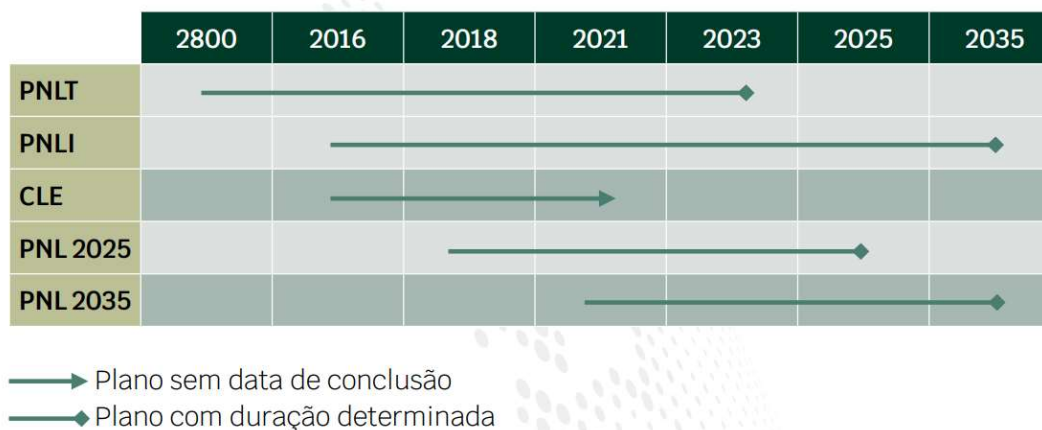 2800 2016 2018 2021 2023 2025 2035
PNLT
PNLI
CLE
PNL 2025
PNL 2035
Plano sem data de conclusão
Plano com duração determinada